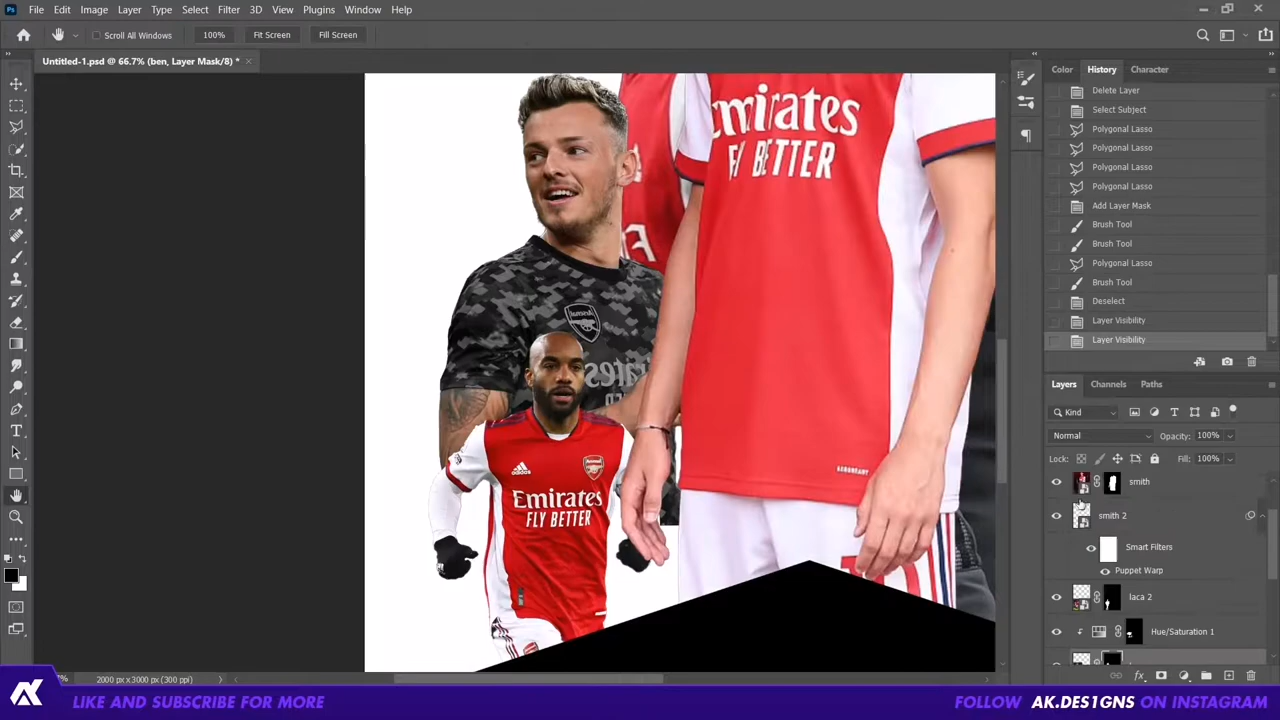 Ps File Edit Image Layer Type Select Filter 3D View Plugins Window Help
Scroll All Windows 100% Fit Screen Fill Screen
Untitled-1.psd @ 66.7% (ben, Layer Mask/8) *
Color History Character
Delete Layer
Select Subject
Polygonal Lasso
Polygonal Lasso
Polygonal Lasso
Polygonal Lasso
Add Layer Mask
Brush Tool
Brush Tool
Polygonal Lasso
Brush Tool
Deselect
Layer Visibility
Layer Visibility
Layers Channels Paths
Kind
Normal Opacity: 100%
Lock: Fill: 100%
smith
smith 2
Smart Filters
Puppet Warp
laca 2
Hue/Saturation 1
Emirates
FLY BETTER
Arsenal
adidas
Arsenal
Emirates
FLY BETTER
2000 px x 3000 px (300 ppi)
AK LIKE AND SUBSCRIBE FOR MORE
FOLLOW AK.DES1GNS ON INSTAGRAM